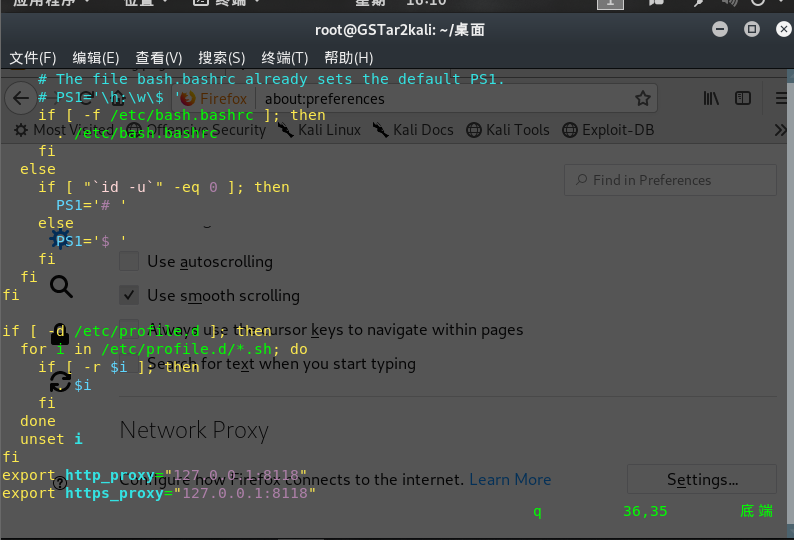 应用程序 位置 终端 星期 16:10 1
root@GSTar2kali: ~/桌面
文件(F) 编辑(E) 查看(V) 搜索(S) 终端(T) 帮助(H)
# The file bash.bashrc already sets the default PS1.
# PS1='\h:\w\$ '
Firefox about:preferences
if [ -f /etc/bash.bashrc ]; then
Most Visited Offensive Security Kali Linux Kali Docs Kali Tools Exploit-DB
. /etc/bash.bashrc
fi
else
Find in Preferences
if [ "`id -u`" -eq 0 ]; then
PS1='# '
else
PS1='$ '
fi
Use autoscrolling
fi
fi
Use smooth scrolling
if [ -d /etc/profile.d ]; then
Always use the cursor keys to navigate within pages
for i in /etc/profile.d/*.sh; do
if [ -r $i ]; then
Search for text when you start typing
. $i
fi
done
Network Proxy
unset i
fi
export http_proxy="127.0.0.1:8118"
Configure how Firefox connects to the internet. Learn More Settings...
export https_proxy="127.0.0.1:8118"
q 36,35 底端